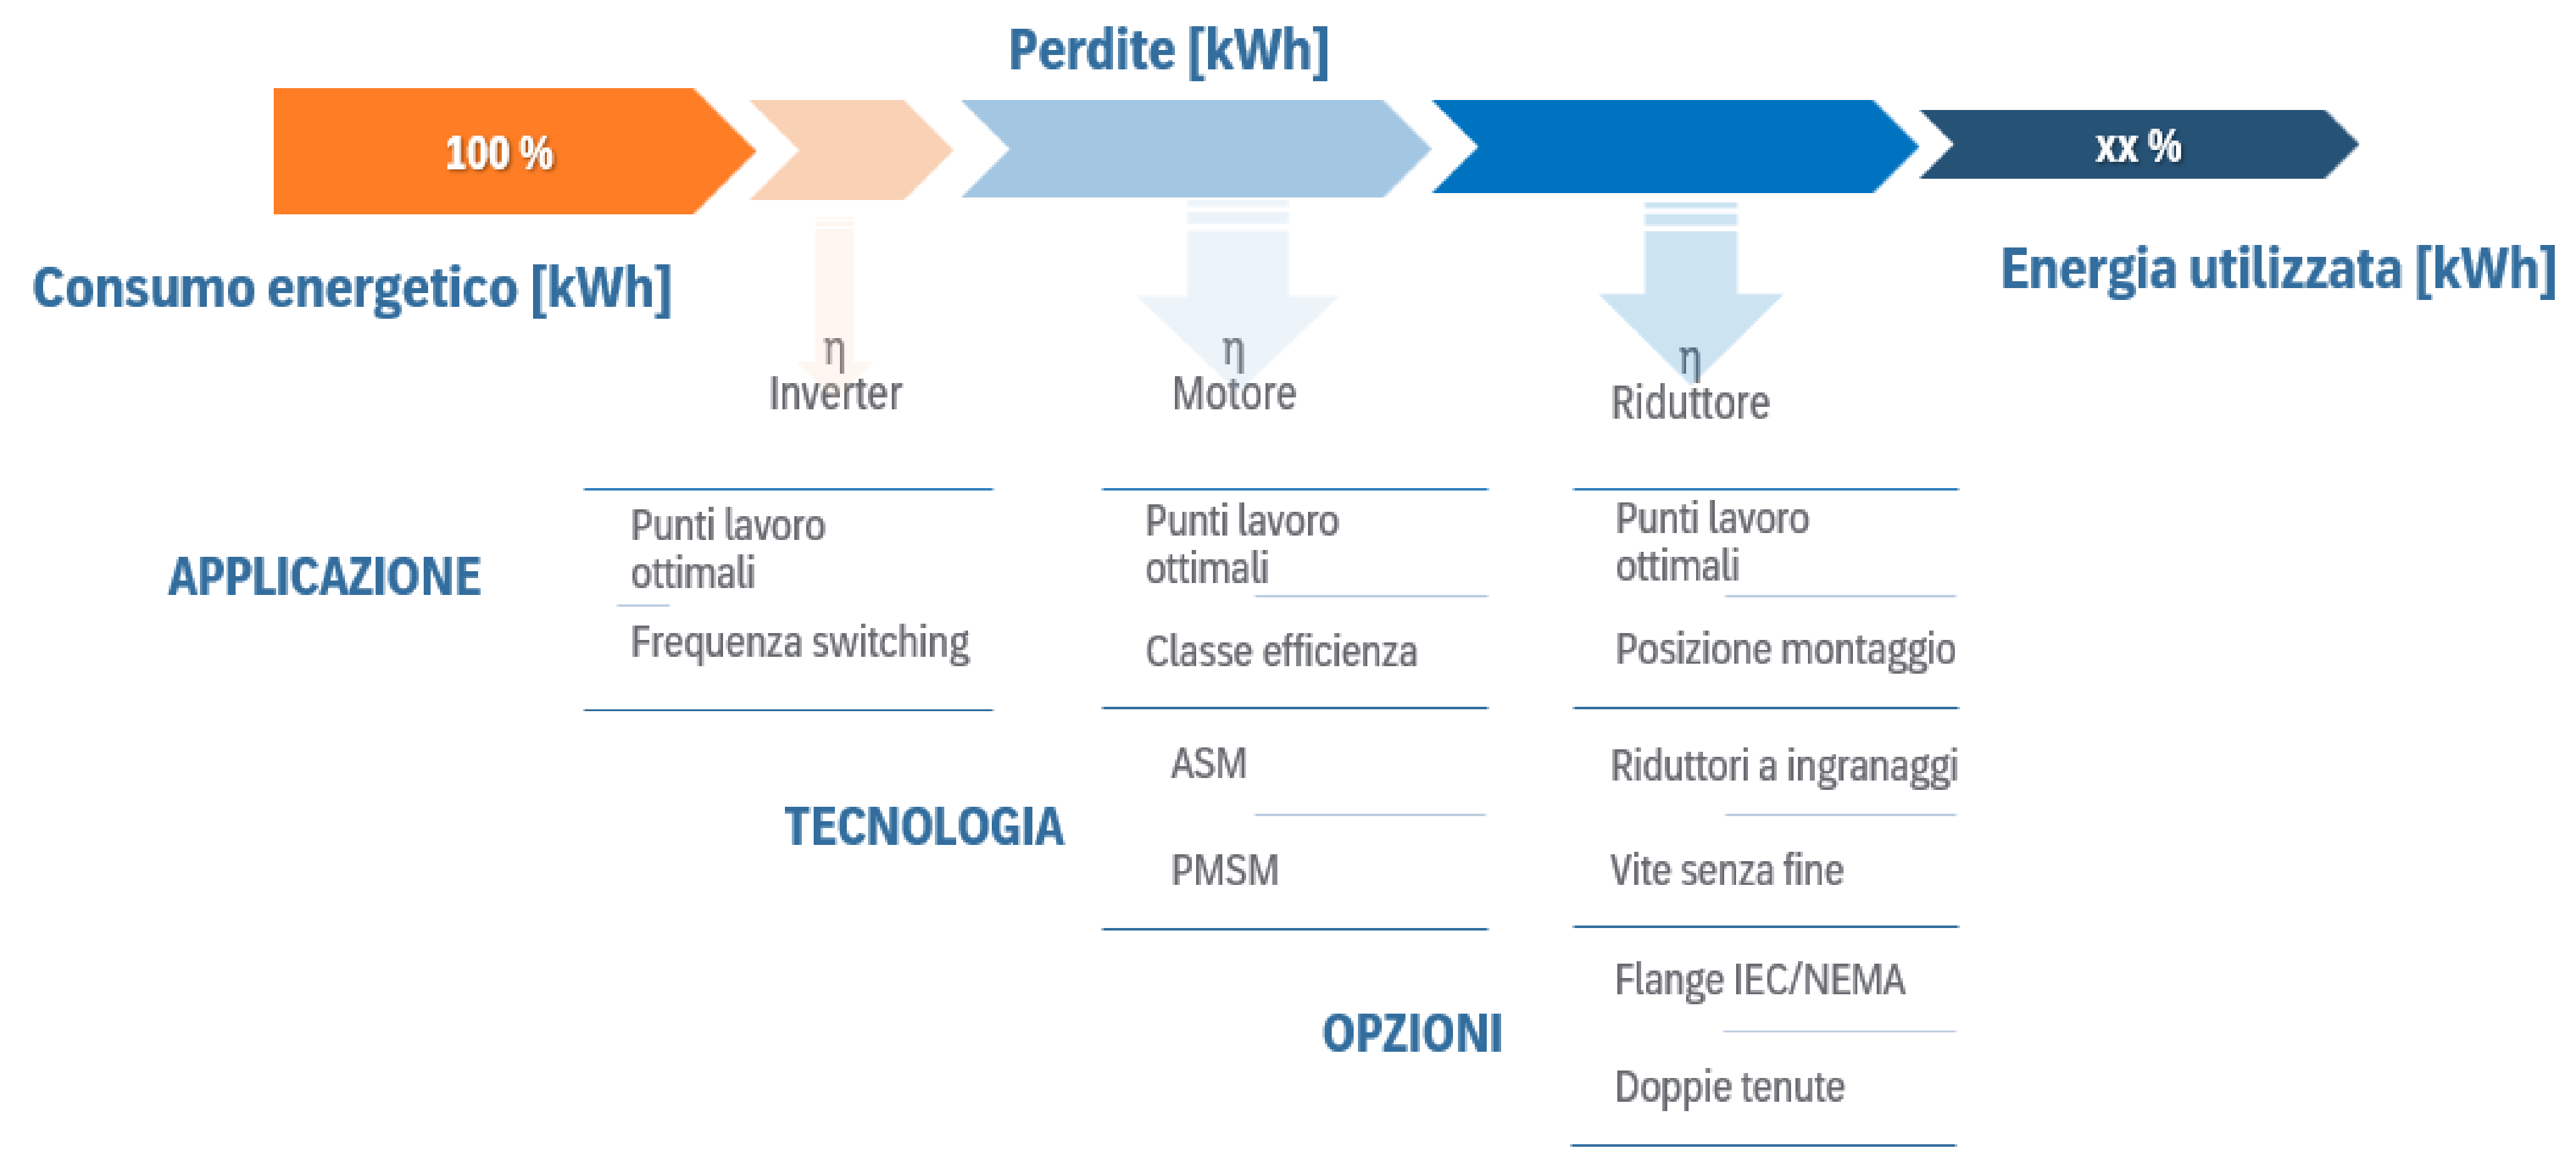 Perdite [kWh]
100 %
xx %
Consumo energetico [kWh]
Energia utilizzata [kWh]
η
Inverter
η
Motore
η
Riduttore
APPLICAZIONE
Punti lavoro
ottimali
Frequenza switching
Punti lavoro
ottimali
Classe efficienza
Punti lavoro
ottimali
Posizione montaggio
TECNOLOGIA
ASM
PMSM
Riduttori a ingranaggi
Vite senza fine
OPZIONI
Flange IEC/NEMA
Doppie tenute